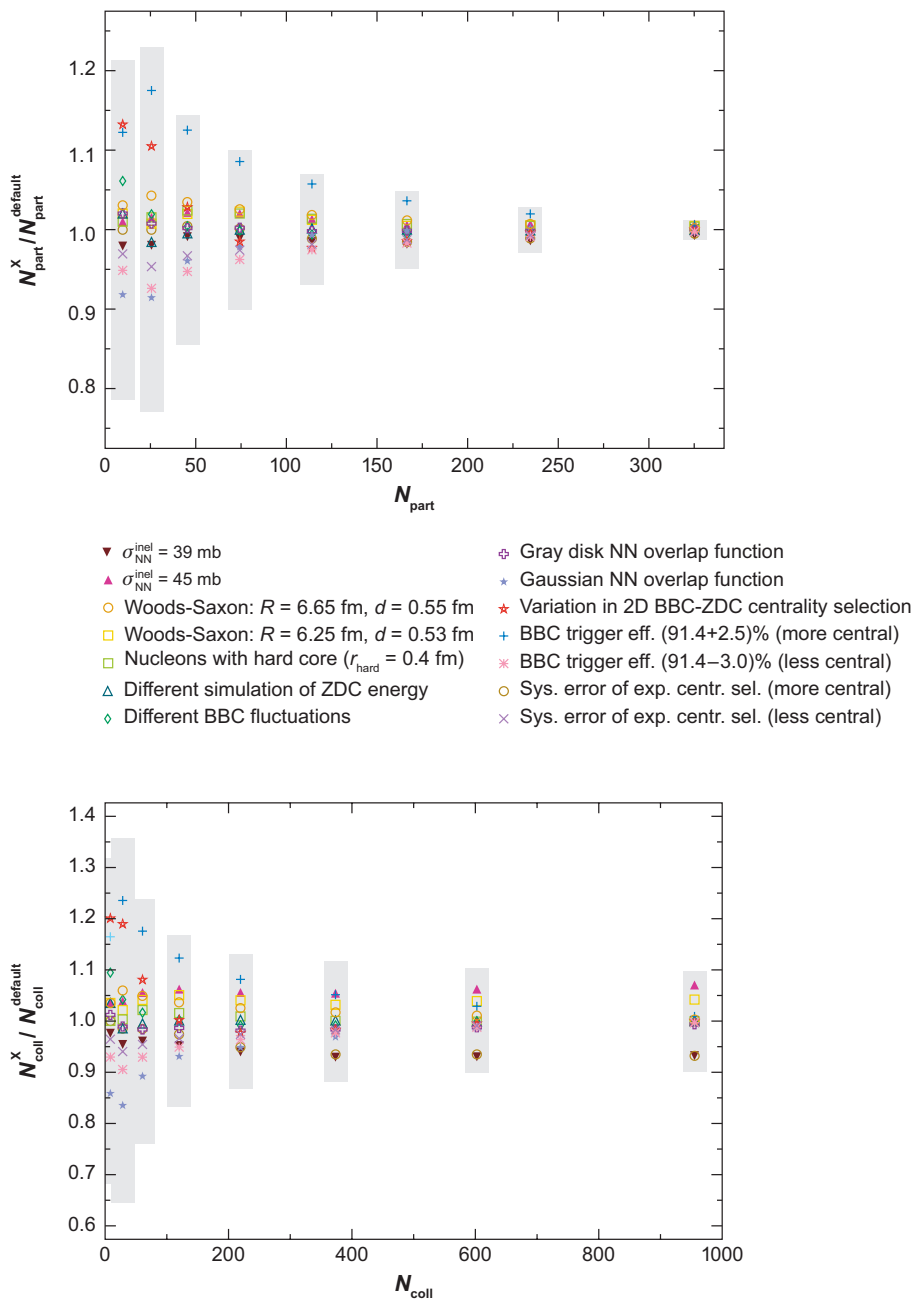 1.2
1.1
1.0
0.9
0.8
N^X_part / N^default_part
0 50 100 150 200 250 300
N_part
σ^inel_NN = 39 mb
σ^inel_NN = 45 mb
Woods-Saxon: R = 6.65 fm, d = 0.55 fm
Woods-Saxon: R = 6.25 fm, d = 0.53 fm
Nucleons with hard core (r_hard = 0.4 fm)
Different simulation of ZDC energy
Different BBC fluctuations
Gray disk NN overlap function
Gaussian NN overlap function
Variation in 2D BBC-ZDC centrality selection
BBC trigger eff. (91.4+2.5)% (more central)
BBC trigger eff. (91.4–3.0)% (less central)
Sys. error of exp. centr. sel. (more central)
Sys. error of exp. centr. sel. (less central)
1.4
1.3
1.2
1.1
1.0
0.9
0.8
0.7
0.6
N^X_coll / N^default_coll
0 200 400 600 800 1000
N_coll